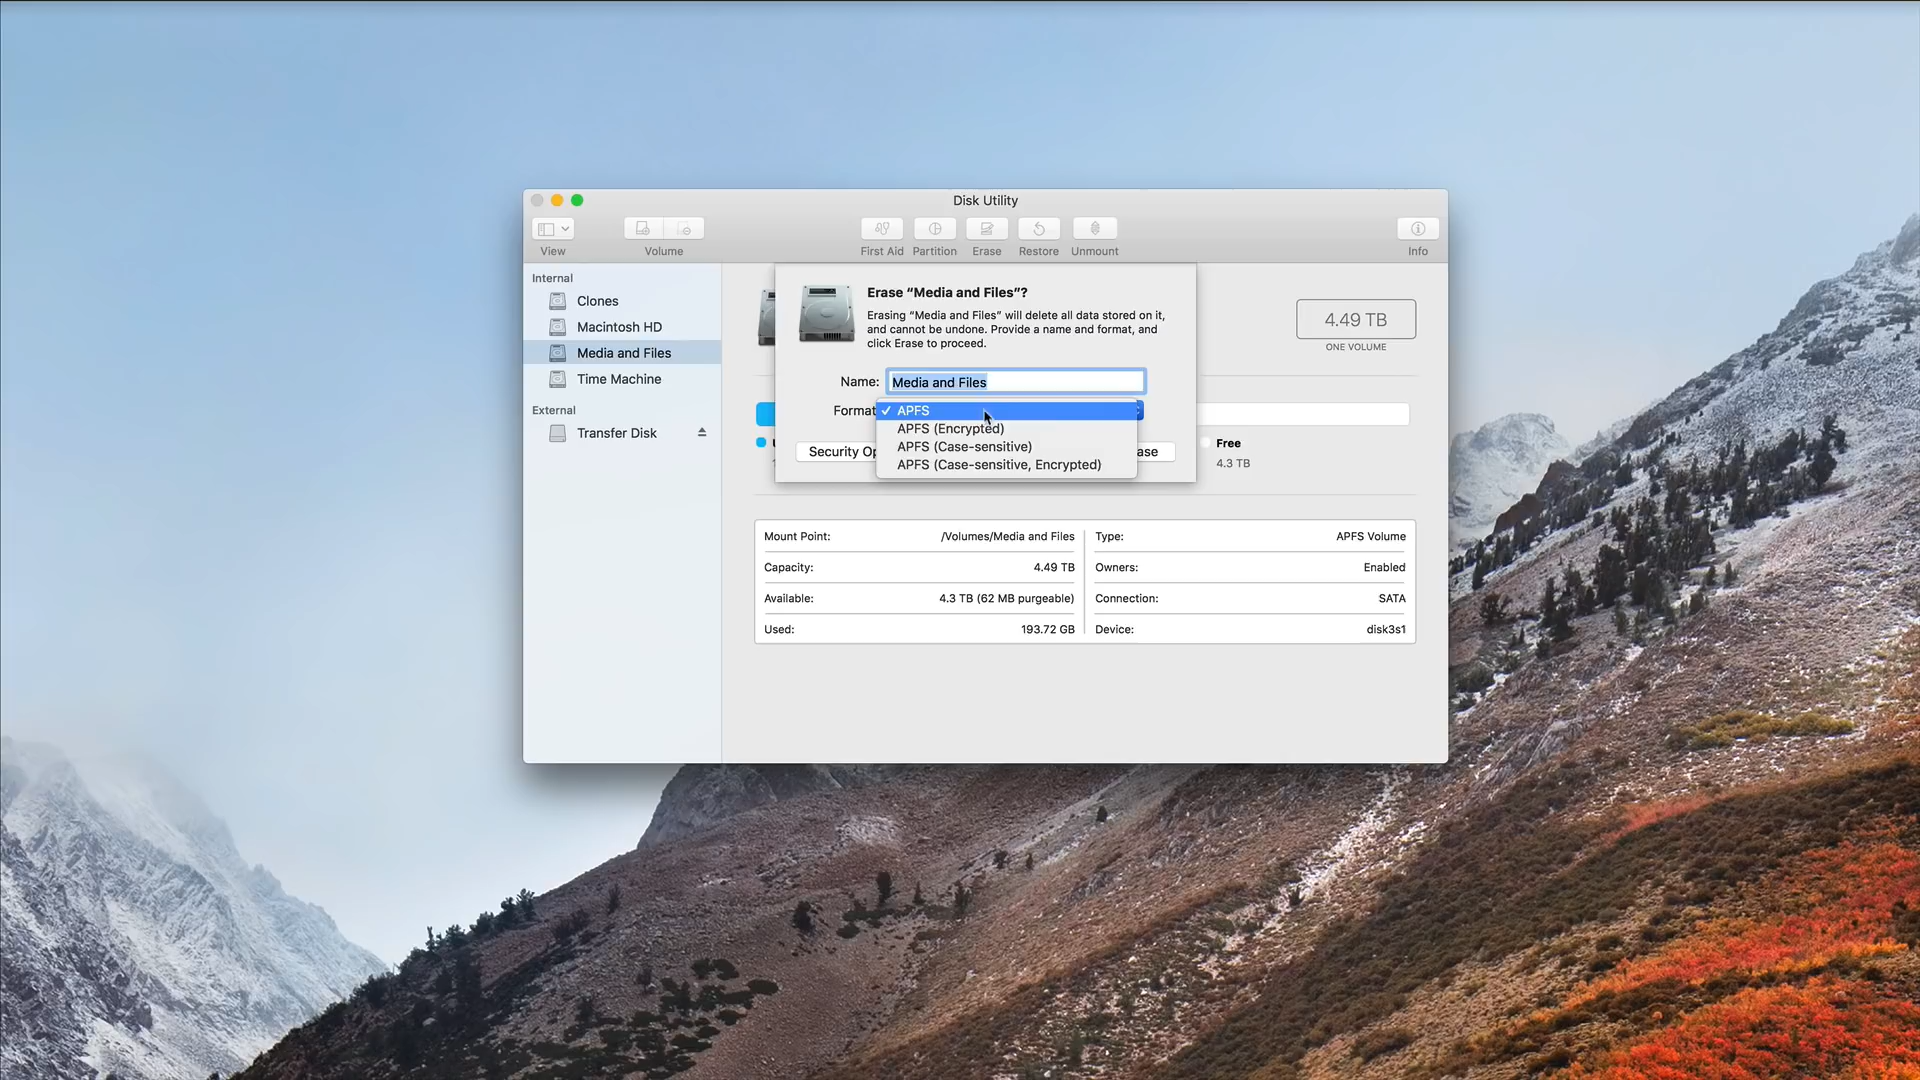 Disk Utility
View
Volume
First Aid
Partition
Erase
Restore
Unmount
Info
Internal
Clones
Macintosh HD
Media and Files
Time Machine
External
Transfer Disk
Erase “Media and Files”?
Erasing “Media and Files” will delete all data stored on it,
and cannot be undone. Provide a name and format, and
click Erase to proceed.
Name: Media and Files
Format
✓ APFS
APFS (Encrypted)
APFS (Case-sensitive)
APFS (Case-sensitive, Encrypted)
Security Op
ase
4.49 TB
ONE VOLUME
Free
4.3 TB
Mount Point: /Volumes/Media and Files
Capacity: 4.49 TB
Available: 4.3 TB (62 MB purgeable)
Used: 193.72 GB
Type: APFS Volume
Owners: Enabled
Connection: SATA
Device: disk3s1